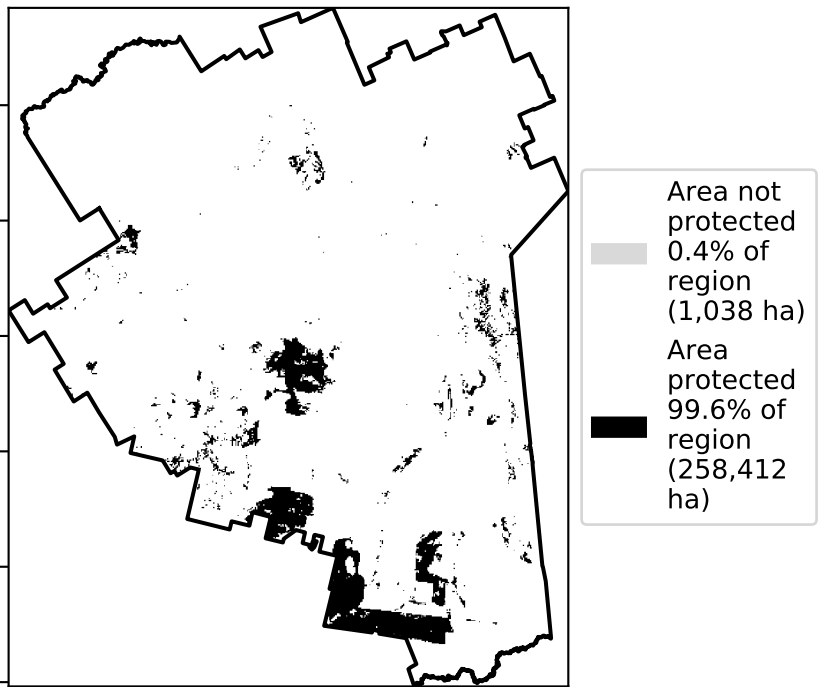 Area not
protected
0.4% of
region
(1,038 ha)
Area
protected
99.6% of
region
(258,412
ha)